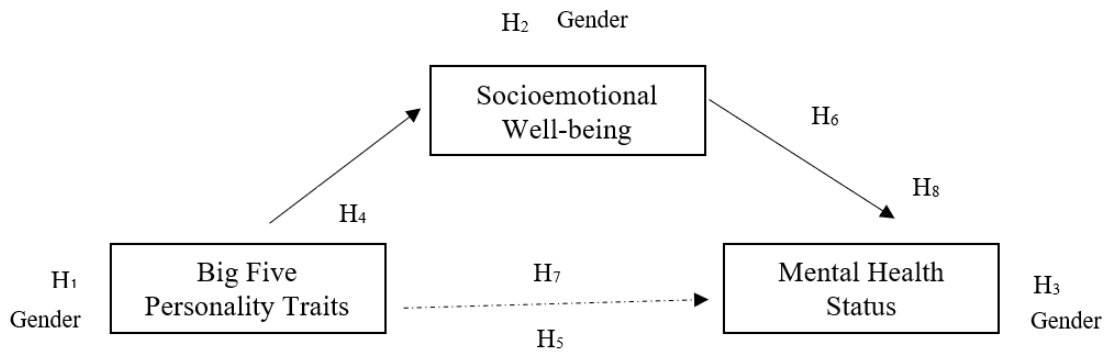 H₂ Gender
Socioemotional
Well-being
H₆
H₈
H₄
H₁
Gender
Big Five
Personality Traits
H₇
H₅
Mental Health
Status
H₃
Gender